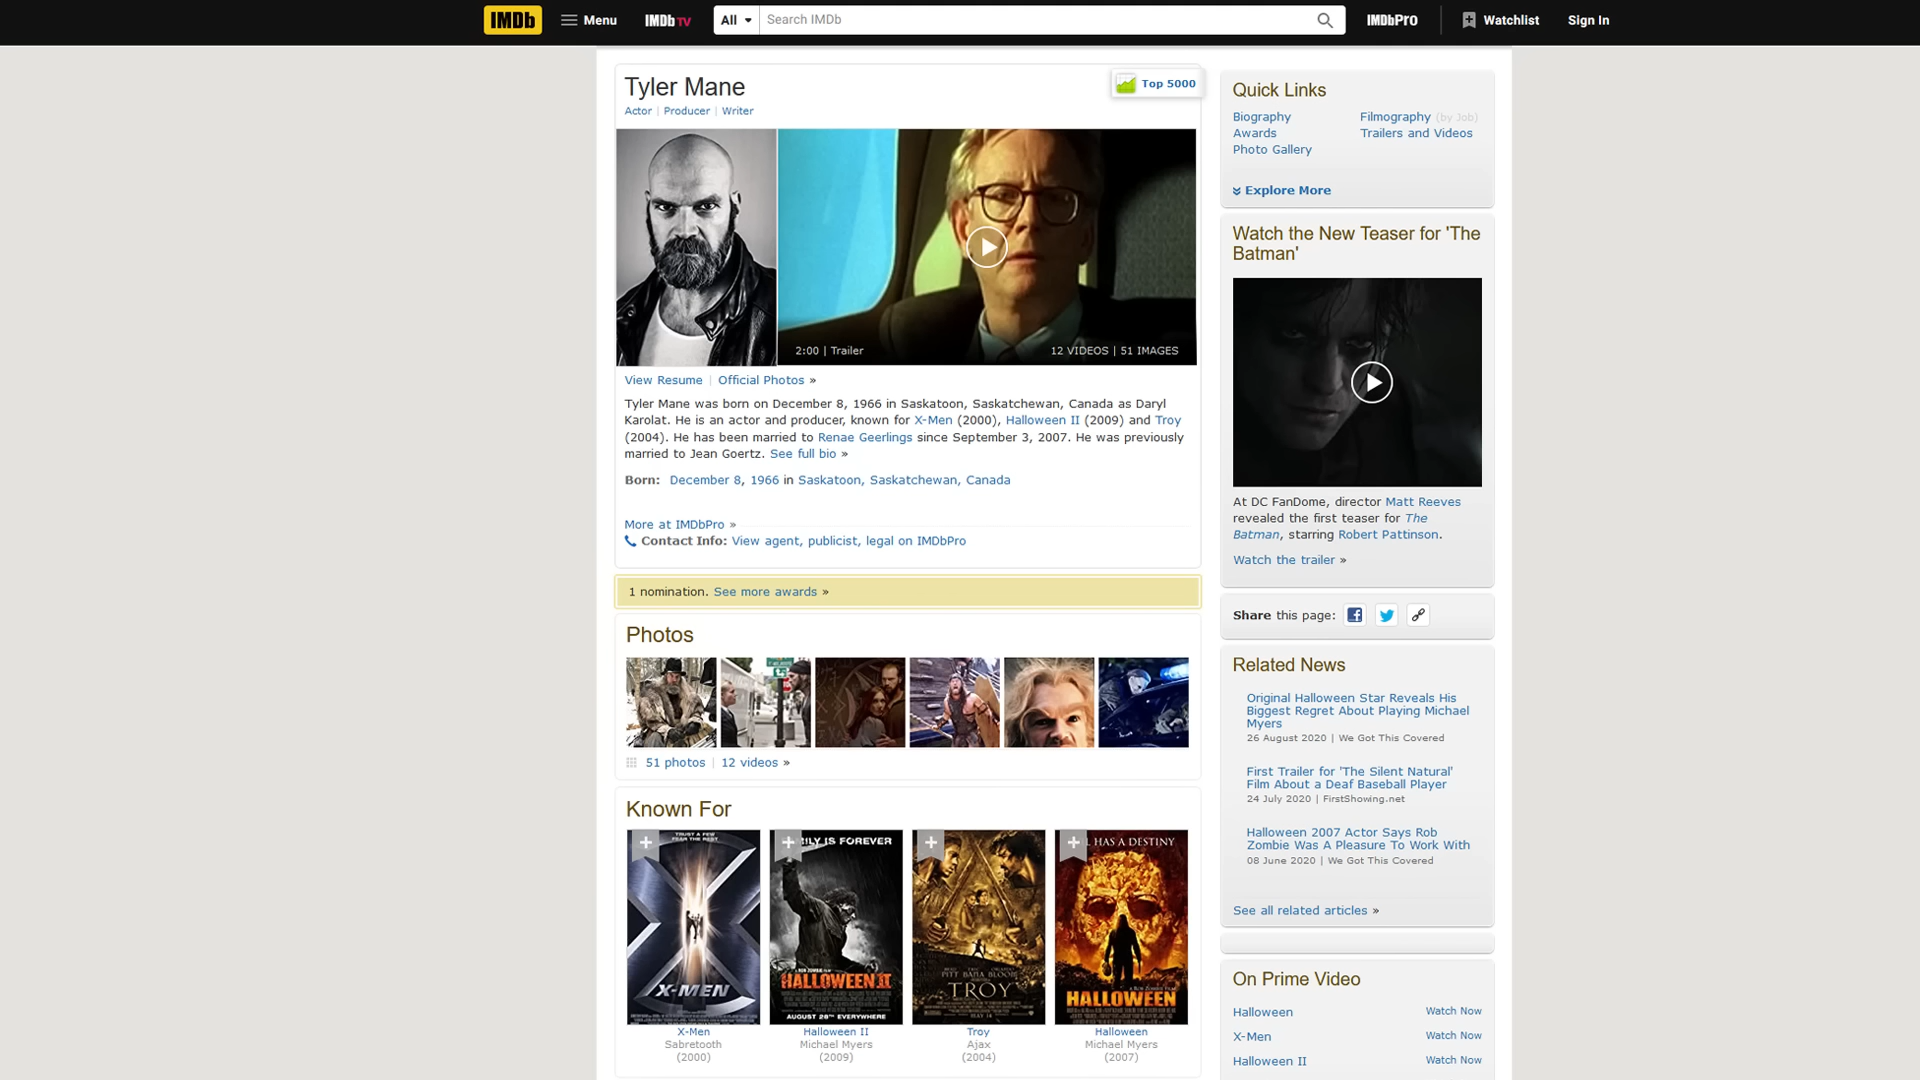 IMDb Menu IMDb TV All Search IMDb IMDbPro Watchlist Sign In
Tyler Mane
Top 5000
Actor | Producer | Writer
2:00 | Trailer
12 VIDEOS | 51 IMAGES
View Resume | Official Photos »
Tyler Mane was born on December 8, 1966 in Saskatoon, Saskatchewan, Canada as Daryl
Karolat. He is an actor and producer, known for X-Men (2000), Halloween II (2009) and Troy
(2004). He has been married to Renae Geerlings since September 3, 2007. He was previously
married to Jean Goertz. See full bio »
Born: December 8, 1966 in Saskatoon, Saskatchewan, Canada
More at IMDbPro »
Contact Info: View agent, publicist, legal on IMDbPro
1 nomination. See more awards »
Photos
51 photos | 12 videos »
Known For
X-MEN
IS FOREVER
HALLOWEEN II
AUGUST 28TH EVERYWHERE
PITT BANA BLOOM
TROY
HAS A DESTINY
HALLOWEEN
X-Men
Sabretooth
(2000)
Halloween II
Michael Myers
(2009)
Troy
Ajax
(2004)
Halloween
Michael Myers
(2007)
Quick Links
Biography
Awards
Photo Gallery
Filmography (by Job)
Trailers and Videos
Explore More
Watch the New Teaser for 'The
Batman'
At DC FanDome, director Matt Reeves
revealed the first teaser for The
Batman, starring Robert Pattinson.
Watch the trailer »
Share this page:
Related News
Original Halloween Star Reveals His
Biggest Regret About Playing Michael
Myers
26 August 2020 | We Got This Covered
First Trailer for 'The Silent Natural'
Film About a Deaf Baseball Player
24 July 2020 | FirstShowing.net
Halloween 2007 Actor Says Rob
Zombie Was A Pleasure To Work With
08 June 2020 | We Got This Covered
See all related articles »
On Prime Video
Halloween Watch Now
X-Men Watch Now
Halloween II Watch Now